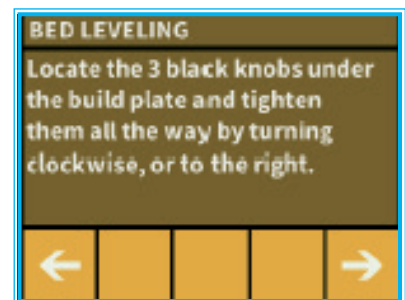 BED LEVELING
Locate the 3 black knobs under
the build plate and tighten
them all the way by turning
clockwise, or to the right.